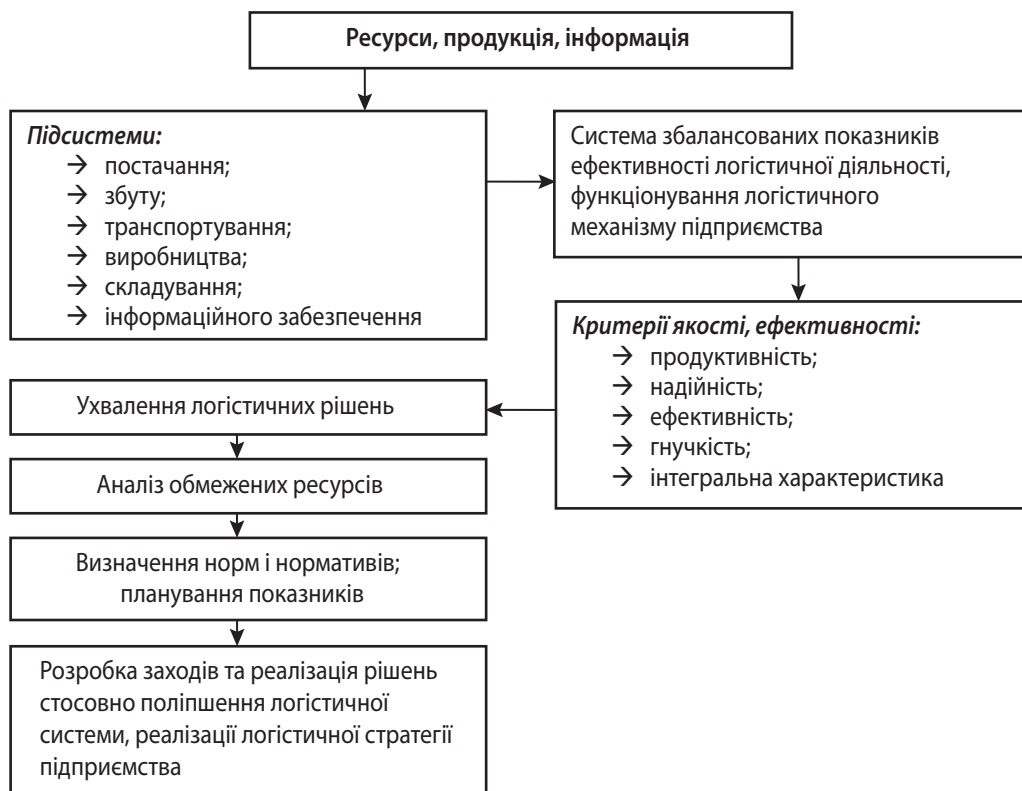 Ресурси, продукція, інформація
Підсистеми:
→ постачання;
→ збуту;
→ транспортування;
→ виробництва;
→ складування;
→ інформаційного забезпечення
Система збалансованих показників
ефективності логістичної діяльності,
функціонування логістичного
механізму підприємства
Критерії якості, ефективності:
→ продуктивність;
→ надійність;
→ ефективність;
→ гнучкість;
→ інтегральна характеристика
Ухвалення логістичних рішень
Аналіз обмежених ресурсів
Визначення норм і нормативів;
планування показників
Розробка заходів та реалізація рішень
стосовно поліпшення логістичної
системи, реалізації логістичної стратегії
підприємства